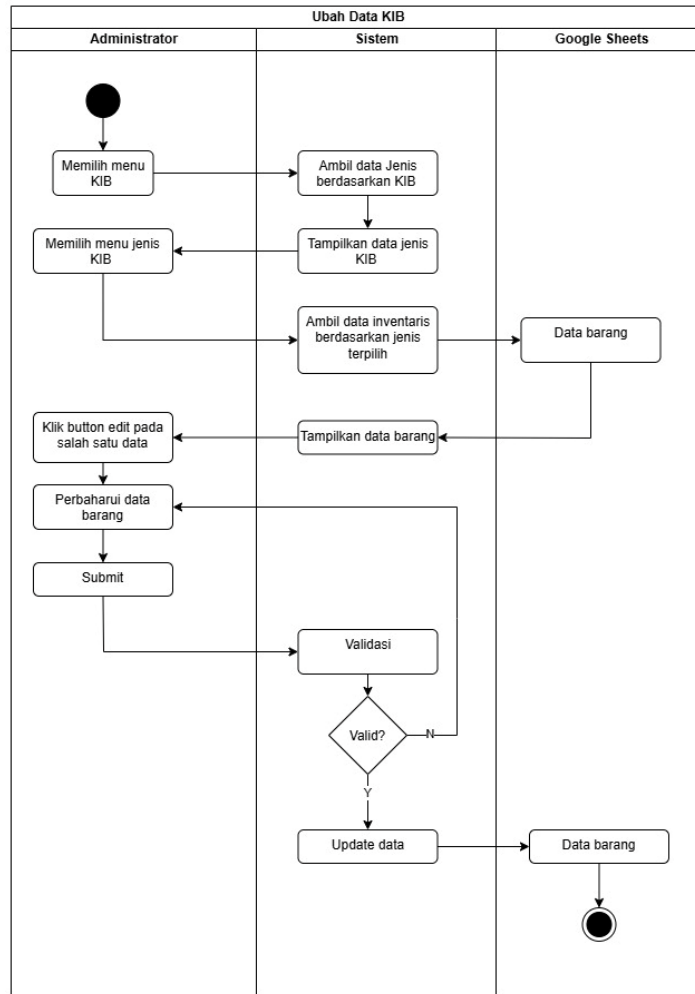 Ubah Data KIB
Administrator
Sistem
Google Sheets
Memilih menu
KIB
Ambil data Jenis
berdasarkan KIB
Memilih menu jenis
KIB
Tampilkan data jenis
KIB
Ambil data inventaris
berdasarkan jenis
terpilih
Data barang
Klik button edit pada
salah satu data
Tampilkan data barang
Perbaharui data
barang
Submit
Validasi
Valid?
N
Y
Update data
Data barang